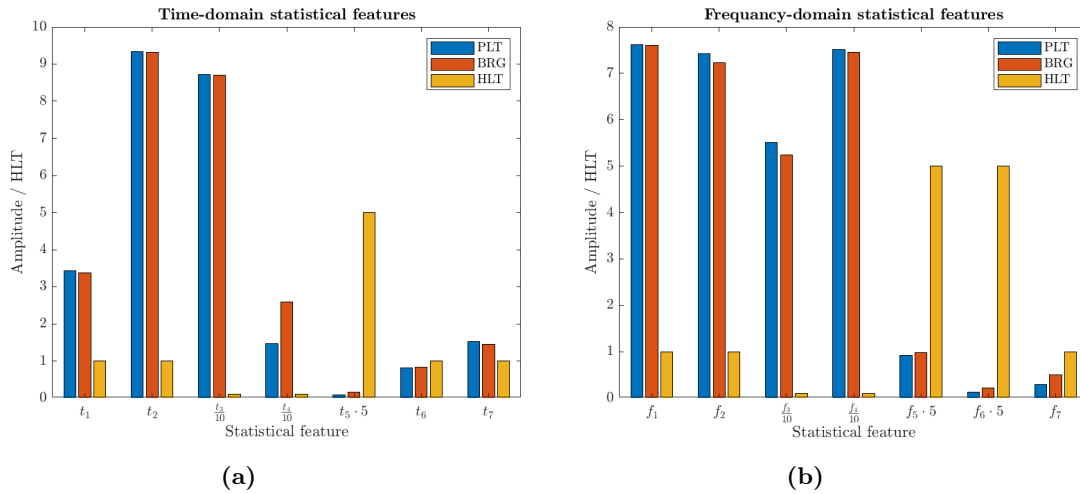 Time-domain statistical features
10
9
8
7
6
5
4
3
2
1
0
Amplitude / HLT
PLT
BRG
HLT
t₁ t₂ t₃/10 t₄/10 t₅ · 5 t₆ t₇
Statistical feature
(a)
Frequancy-domain statistical features
8
7
6
5
4
3
2
1
0
Amplitude / HLT
PLT
BRG
HLT
f₁ f₂ f₃/10 f₄/10 f₅ · 5 f₆ · 5 f₇
Statistical feature
(b)